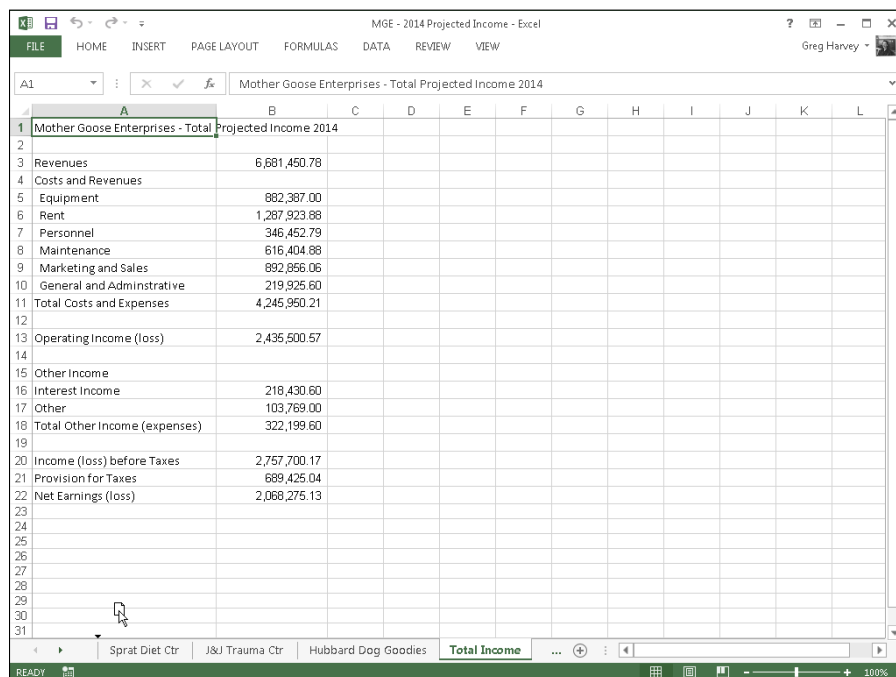 MGE - 2014 Projected Income - Excel
?
FILE HOME INSERT PAGE LAYOUT FORMULAS DATA REVIEW VIEW Greg Harvey
A1 fx Mother Goose Enterprises - Total Projected Income 2014
A B C D E F G H I J K L
1 Mother Goose Enterprises - Total Projected Income 2014
2
3 Revenues 6,681,450.78
4 Costs and Revenues
5 Equipment 882,387.00
6 Rent 1,287,923.88
7 Personnel 346,452.79
8 Maintenance 616,404.88
9 Marketing and Sales 892,856.06
10 General and Adminstrative 219,925.60
11 Total Costs and Expenses 4,245,950.21
12
13 Operating Income (loss) 2,435,500.57
14
15 Other Income
16 Interest Income 218,430.60
17 Other 103,769.00
18 Total Other Income (expenses) 322,199.60
19
20 Income (loss) before Taxes 2,757,700.17
21 Provision for Taxes 689,425.04
22 Net Earnings (loss) 2,068,275.13
23
24
25
26
27
28
29
30
31
Sprat Diet Ctr J&J Trauma Ctr Hubbard Dog Goodies Total Income ...
READY 100%